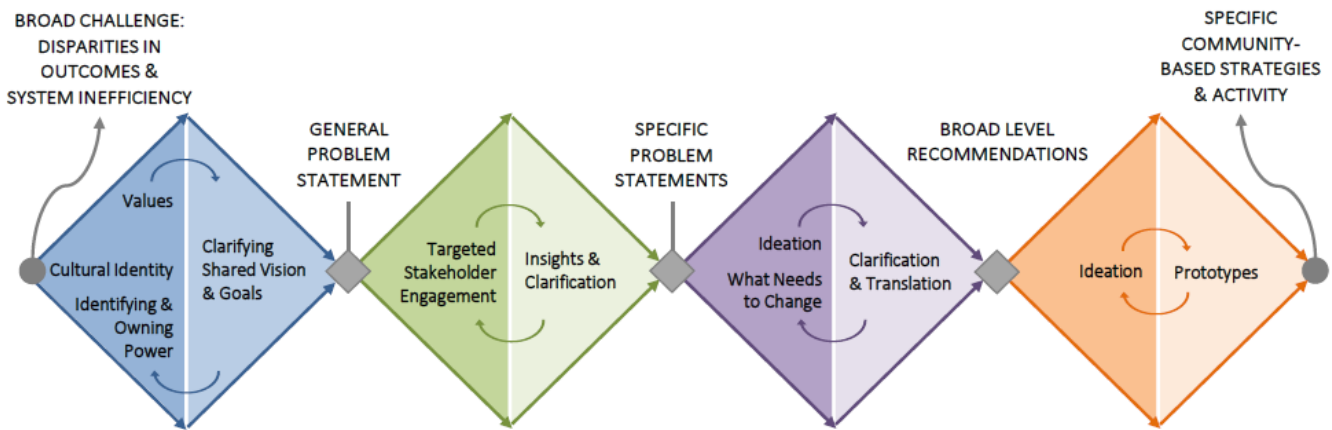 BROAD CHALLENGE:
DISPARITIES IN
OUTCOMES &
SYSTEM INEFFICIENCY
Values
Cultural Identity
Identifying &
Owning
Power
Clarifying
Shared Vision
& Goals
GENERAL
PROBLEM
STATEMENT
Targeted
Stakeholder
Engagement
Insights &
Clarification
SPECIFIC
PROBLEM
STATEMENTS
Ideation
What Needs
to Change
Clarification
& Translation
BROAD LEVEL
RECOMMENDATIONS
Ideation
Prototypes
SPECIFIC
COMMUNITY-
BASED STRATEGIES
& ACTIVITY